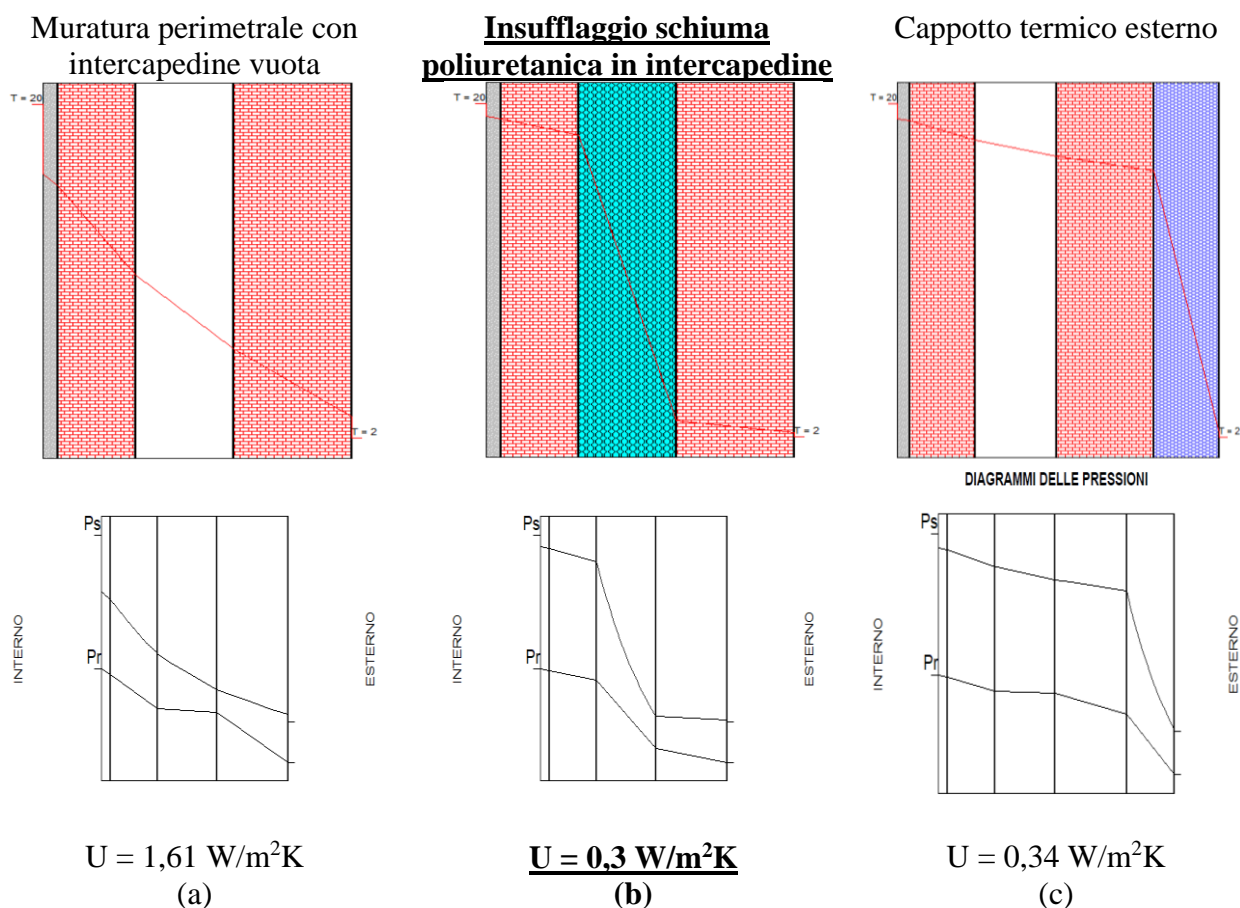 Muratura perimetrale con
intercapedine vuota
Insufflaggio schiuma
poliuretanica in intercapedine
Cappotto termico esterno
T = 20
T = 2
T = 20
T = 2
T = 20
T = 2
DIAGRAMMI DELLE PRESSIONI
INTERNO
Ps
Pr
ESTERNO
INTERNO
Ps
Pr
ESTERNO
INTERNO
Ps
Pr
ESTERNO
U = 1,61 W/m²K
(a)
U = 0,3 W/m²K
(b)
U = 0,34 W/m²K
(c)